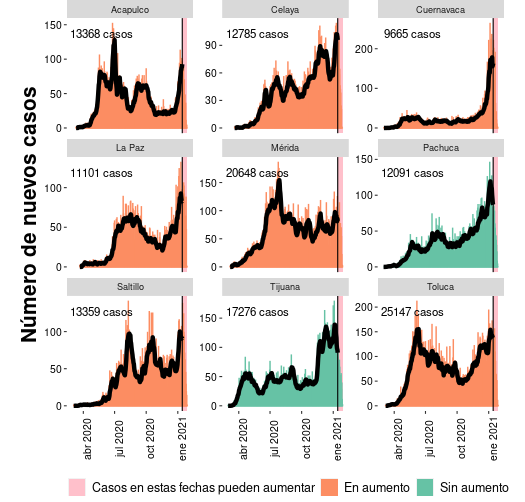 Acapulco
Celaya
Cuernavaca
150
100
50
0
13368 casos
90
60
30
0
12785 casos
200
100
0
9665 casos
La Paz
Mérida
Pachuca
100
50
0
11101 casos
150
100
50
0
20648 casos
150
100
50
0
12091 casos
Saltillo
Tijuana
Toluca
100
50
0
13359 casos
150
100
50
0
17276 casos
200
150
100
50
0
25147 casos
abr 2020
jul 2020
oct 2020
ene 2021
abr 2020
jul 2020
oct 2020
ene 2021
abr 2020
jul 2020
oct 2020
ene 2021
Número de nuevos casos
Casos en estas fechas pueden aumentar
En aumento
Sin aumento